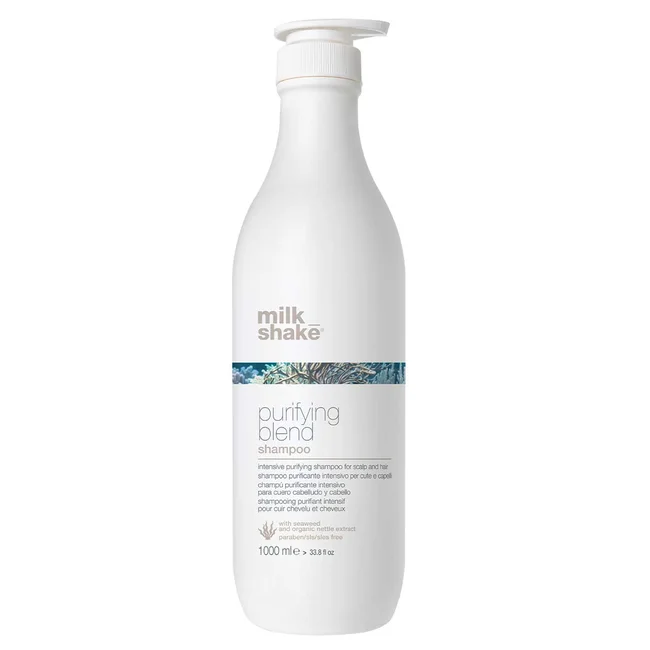 milk_
shake®
purifying
blend
shampoo
intensive purifying shampoo for scalp and hair
shampoo purificante intensivo per cute e capelli
champú purificante intensivo
para cuero cabelludo y cabello
shampooing purifiant intensif
pour cuir chevelu et cheveux
with seaweed
and organic nettle extract
paraben/sls/sles free
1000 ml e > 33.8 fl oz